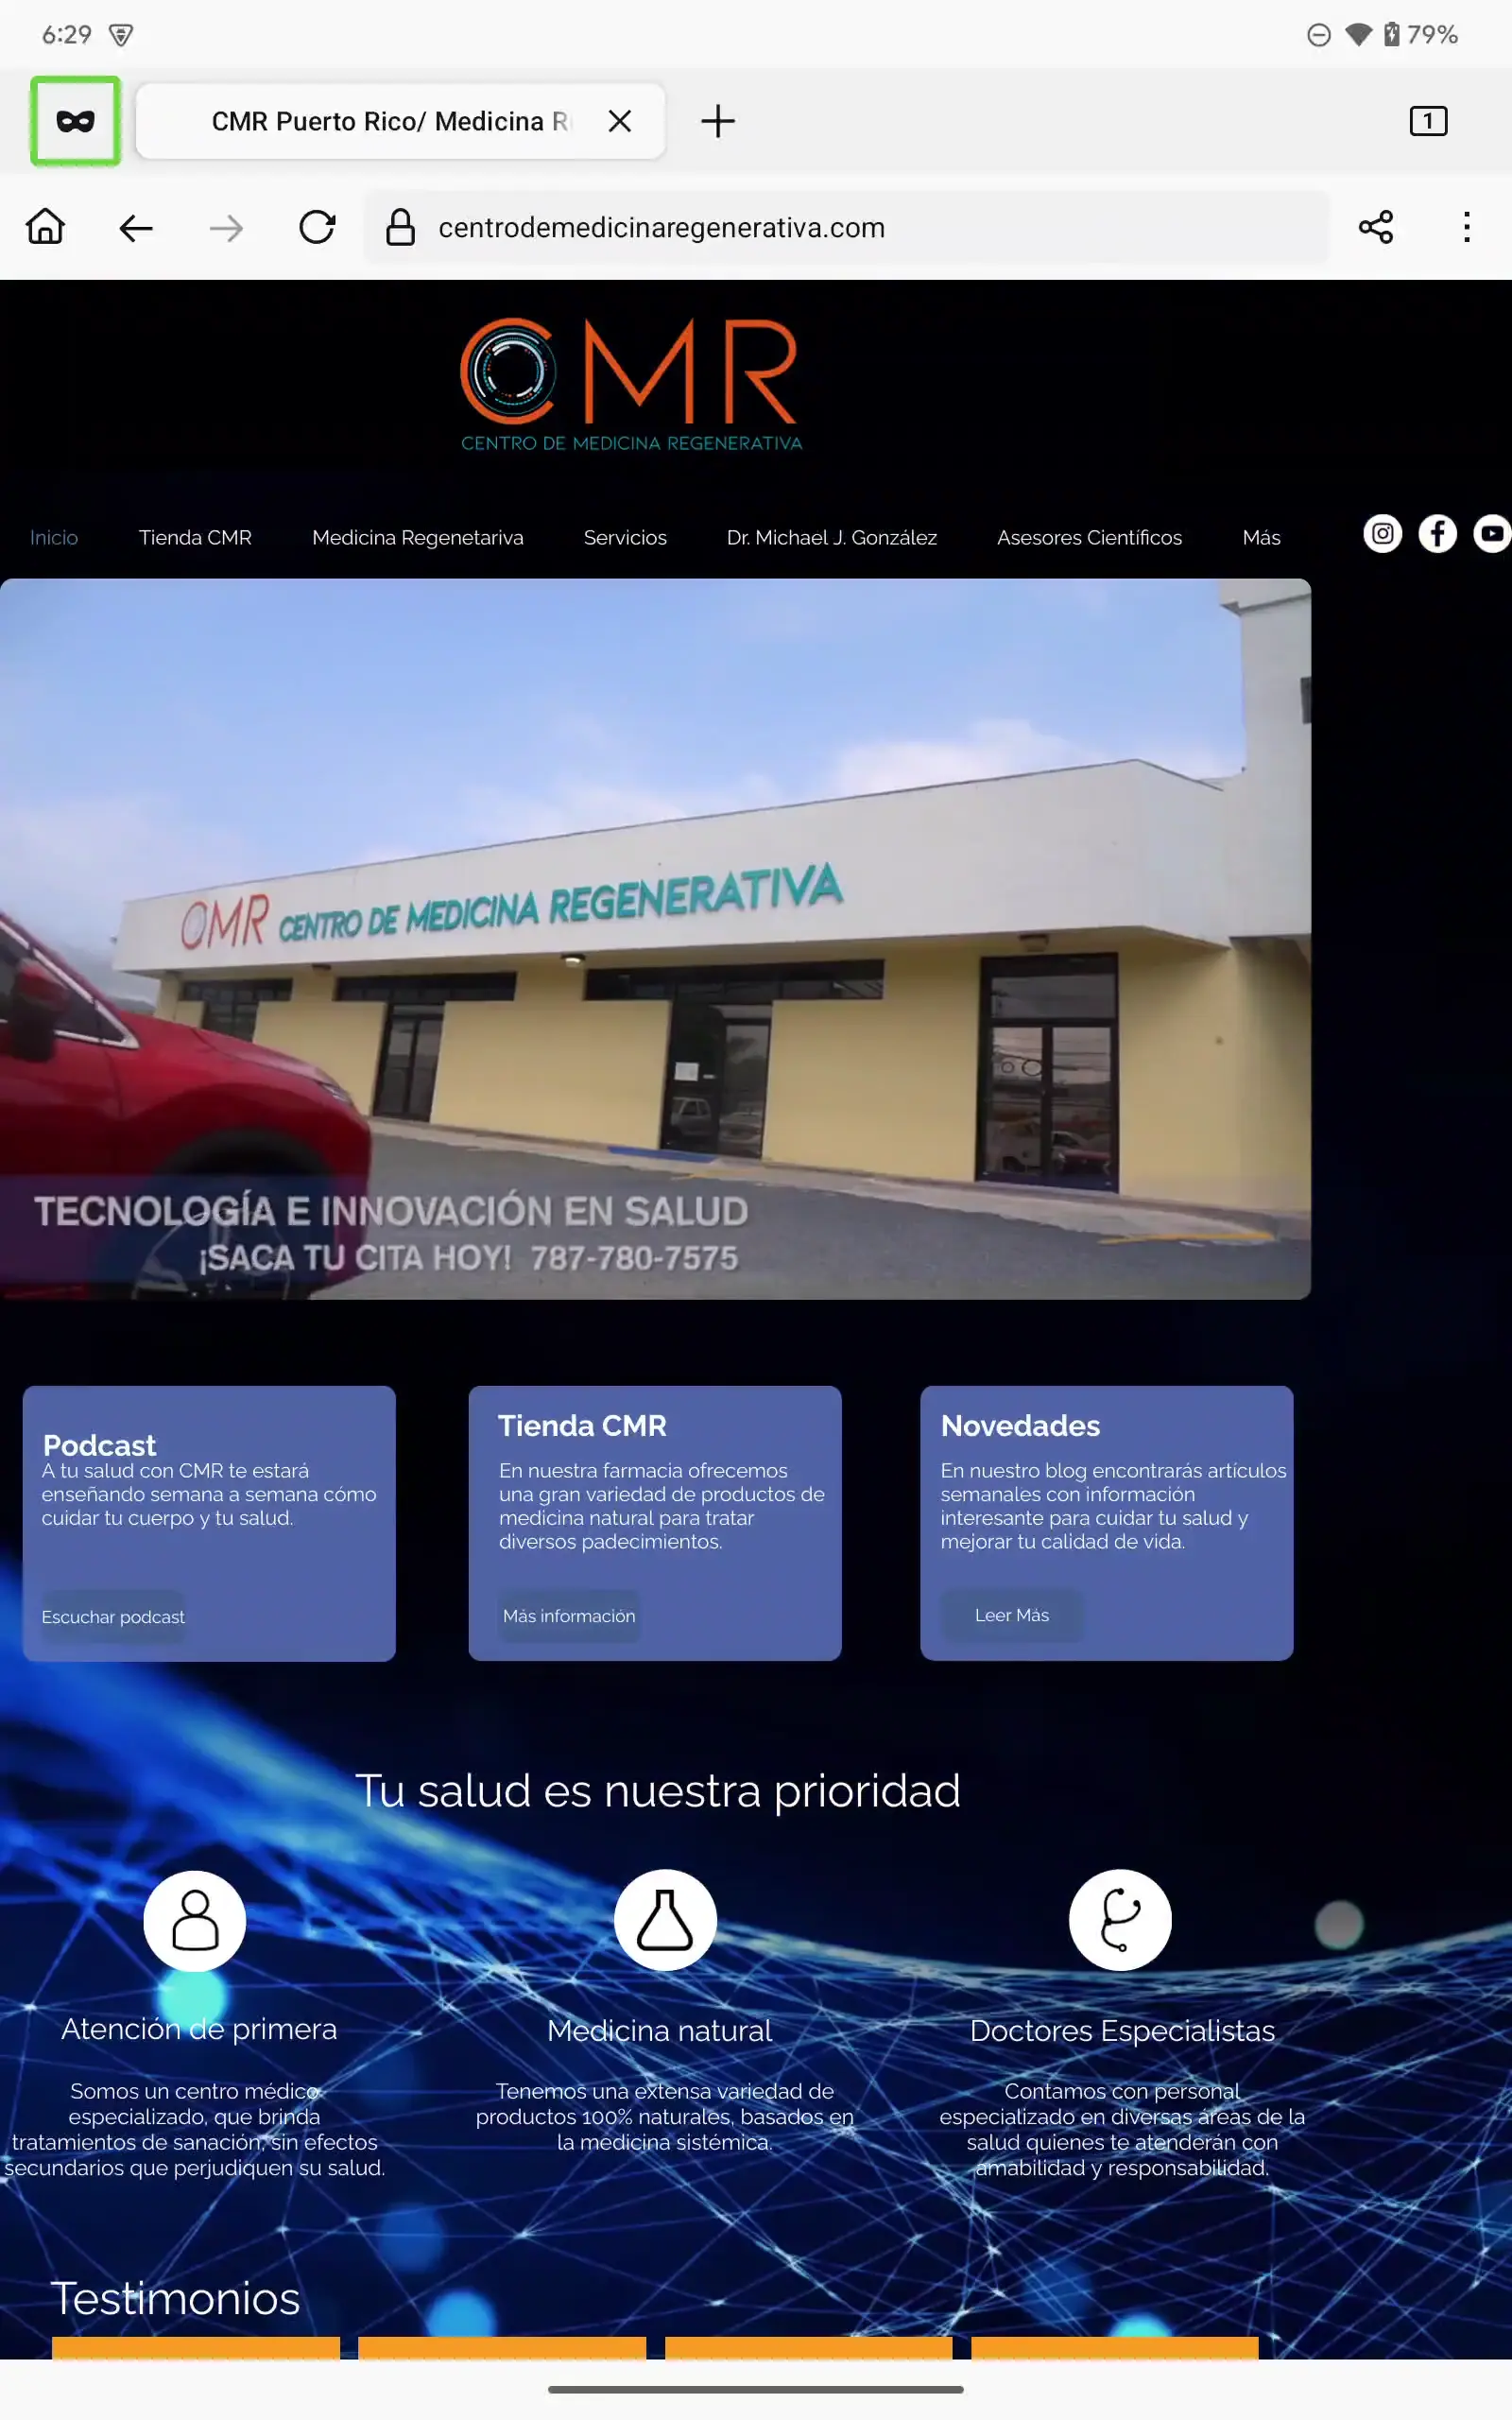 6:29
79%
CMR Puerto Rico/ Medicina R
1
centrodemedicinaregenerativa.com
CMR
CENTRO DE MEDICINA REGENERATIVA
Inicio
Tienda CMR
Medicina Regenetariva
Servicios
Dr. Michael J. González
Asesores Científicos
Más
CMR CENTRO DE MEDICINA REGENERATIVA
TECNOLOGÍA E INNOVACIÓN EN SALUD
¡SACA TU CITA HOY! 787-780-7575
Podcast
A tu salud con CMR te estará
enseñando semana a semana cómo
cuidar tu cuerpo y tu salud.
Escuchar podcast
Tienda CMR
En nuestra farmacia ofrecemos
una gran variedad de productos de
medicina natural para tratar
diversos padecimientos.
Más información
Novedades
En nuestro blog encontrarás artículos
semanales con información
interesante para cuidar tu salud y
mejorar tu calidad de vida.
Leer Más
Tu salud es nuestra prioridad
Atención de primera
Somos un centro médico
especializado, que brinda
tratamientos de sanación, sin efectos
secundarios que perjudiquen su salud.
Medicina natural
Tenemos una extensa variedad de
productos 100% naturales, basados en
la medicina sistémica.
Doctores Especialistas
Contamos con personal
especializado en diversas áreas de la
salud quienes te atenderán con
amabilidad y responsabilidad.
Testimonios